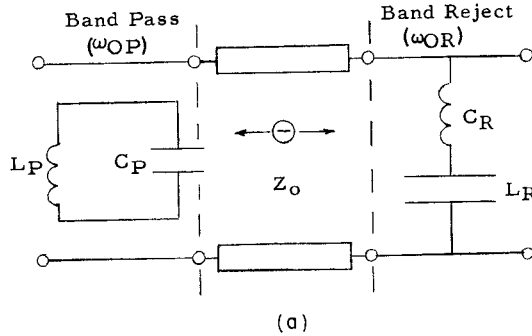 Band Pass
(ωOP)
Band Reject
(ωOR)
LP
CP
Θ
Zo
CR
LR
(a)